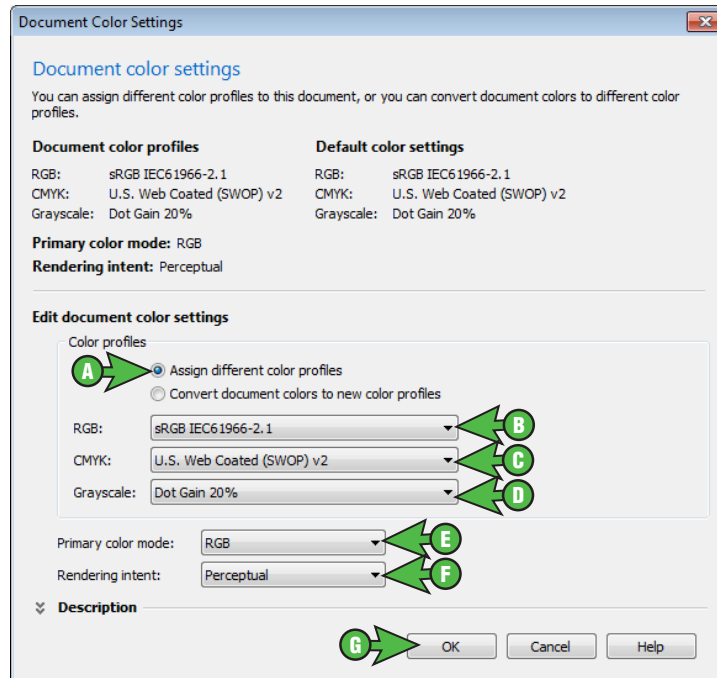 Document Color Settings
Document color settings
You can assign different color profiles to this document, or you can convert document colors to different color
profiles.
Document color profiles
RGB: sRGB IEC61966-2.1
CMYK: U.S. Web Coated (SWOP) v2
Grayscale: Dot Gain 20%
Default color settings
RGB: sRGB IEC61966-2.1
CMYK: U.S. Web Coated (SWOP) v2
Grayscale: Dot Gain 20%
Primary color mode: RGB
Rendering intent: Perceptual
Edit document color settings
Color profiles
A Assign different color profiles
Convert document colors to new color profiles
RGB: sRGB IEC61966-2.1 B
CMYK: U.S. Web Coated (SWOP) v2 C
Grayscale: Dot Gain 20% D
Primary color mode: RGB E
Rendering intent: Perceptual F
Description
G OK Cancel Help